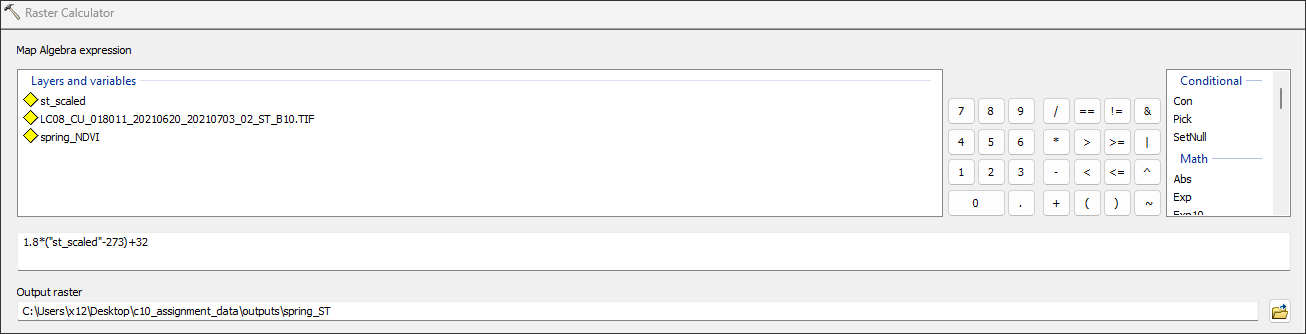 Raster Calculator
Map Algebra expression
Layers and variables
st_scaled
LC08_CU_018011_20210620_20210703_02_ST_B10.TIF
spring_NDVI
7 8 9 / == != &
4 5 6 * > >= |
1 2 3 - < <= ^
0 . + ( ) ~
Conditional
Con
Pick
SetNull
Math
Abs
Exp
Exp10
1.8*("st_scaled"-273)+32
Output raster
C:\Users\x12\Desktop\c10_assignment_data\outputs\spring_ST